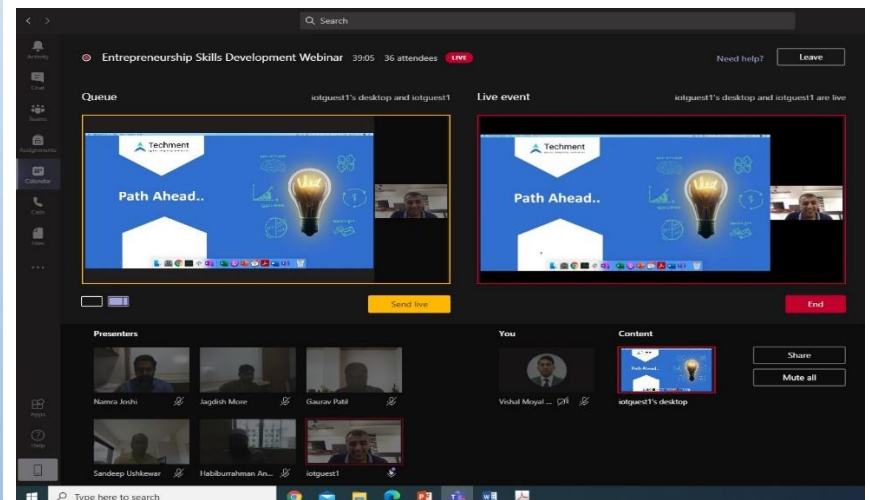 Search
Activity
Chat
Teams
Assignments
Calendar
Calls
Files
Apps
Help
Entrepreneurship Skills Development Webinar 39:05 36 attendees LIVE
Need help? Leave
Queue iotguest1's desktop and iotguest1
Techment
Path Ahead..
Send live
Live event iotguest1's desktop and iotguest1 are live
Techment
Path Ahead..
End
Presenters
Namra Joshi
Jagdish More
Gaurav Patil
Sandeep Ushkewar
Habiburrahman An...
iotguest1
You
Vishal Moyal ...
Content
iotguest1's desktop
Share
Mute all
Type here to search